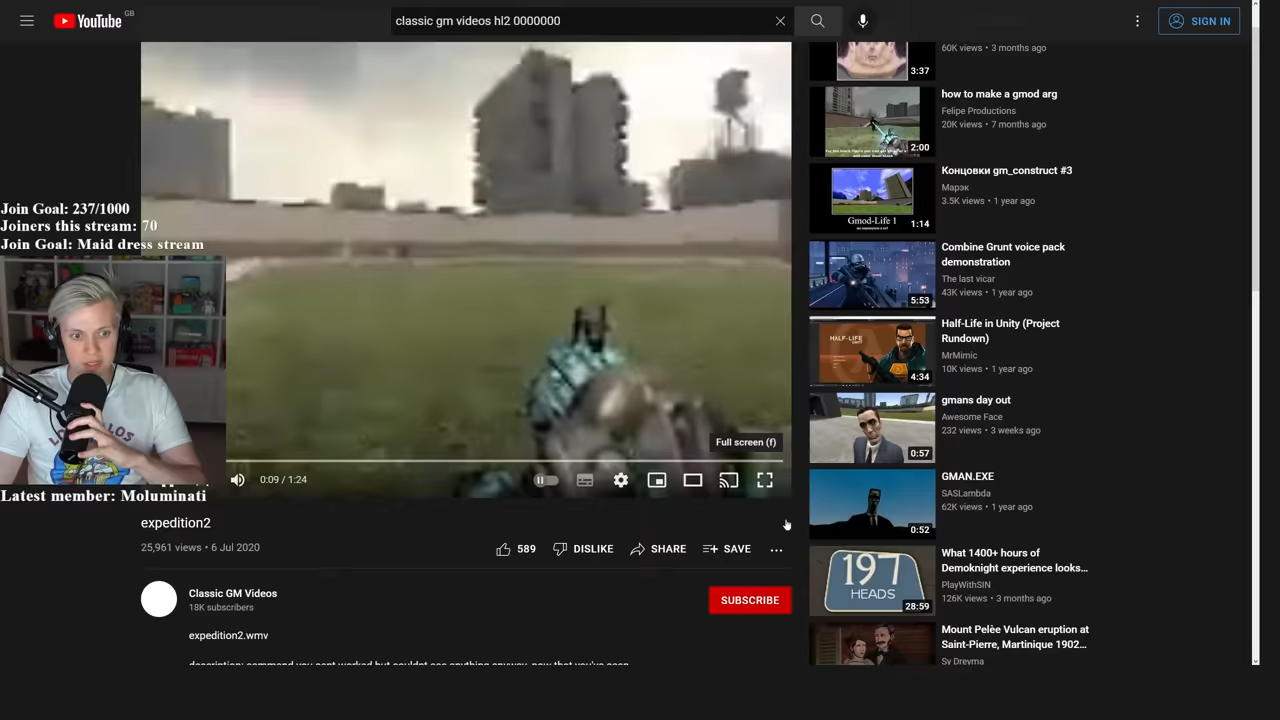 YouTube
GB
classic gm videos hl2 0000000
SIGN IN
Join Goal: 237/1000
Joiners this stream: 70
Join Goal: Maid dress stream
Latest member: Moluminati
Full screen (f)
0:09 / 1:24
expedition2
25,961 views • 6 Jul 2020
589
DISLIKE
SHARE
SAVE
Classic GM Videos
18K subscribers
SUBSCRIBE
expedition2.wmv
60K views • 3 months ago
3:37
how to make a gmod arg
Felipe Productions
20K views • 7 months ago
2:00
Концовки gm_construct #3
Марэк
3.5K views • 1 year ago
Gmod-Life 1
1:14
Combine Grunt voice pack
demonstration
The last vicar
43K views • 1 year ago
5:53
Half-Life in Unity (Project
Rundown)
MrMimic
10K views • 1 year ago
HALF-LIFE
4:34
gmans day out
Awesome Face
232 views • 3 weeks ago
0:57
GMAN.EXE
SASLambda
62K views • 1 year ago
0:52
What 1400+ hours of
Demoknight experience looks...
PlayWithSIN
126K views • 3 months ago
197
HEADS
28:59
Mount Pelèe Vulcan eruption at
Saint-Pierre, Martinique 1902...
Sy Dreyma